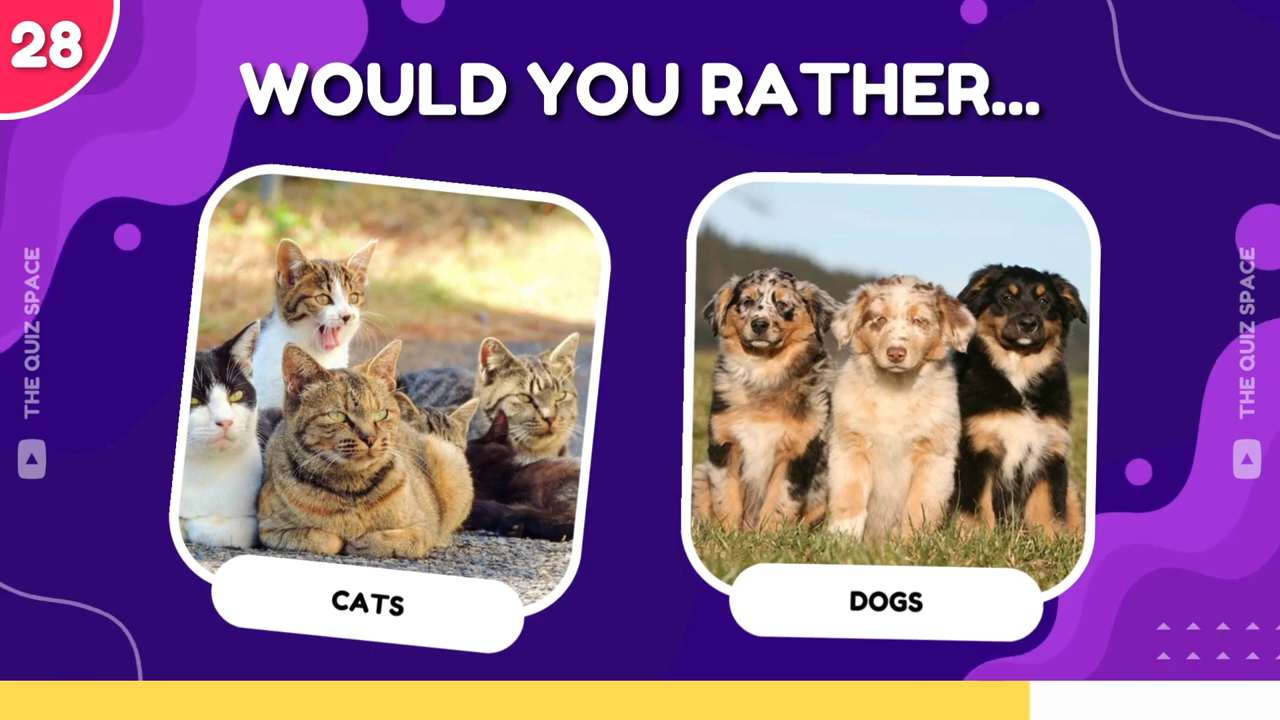 28
WOULD YOU RATHER...
THE QUIZ SPACE
CATS
DOGS
THE QUIZ SPACE